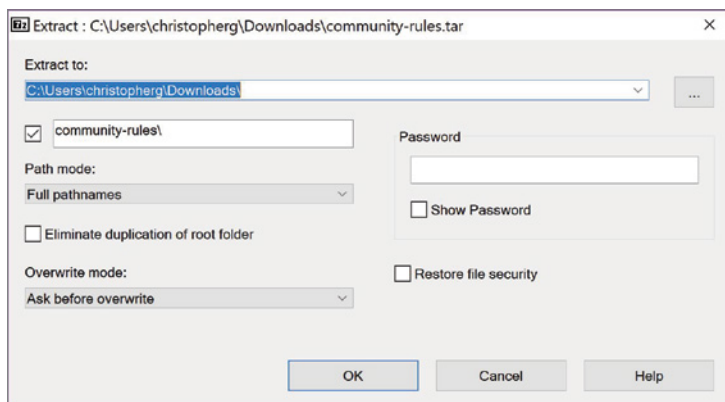 Extract : C:\Users\christopherg\Downloads\community-rules.tar
Extract to:
C:\Users\christopherg\Downloads\
...
community-rules\
Path mode:
Full pathnames
Eliminate duplication of root folder
Overwrite mode:
Ask before overwrite
Password
Show Password
Restore file security
OK
Cancel
Help